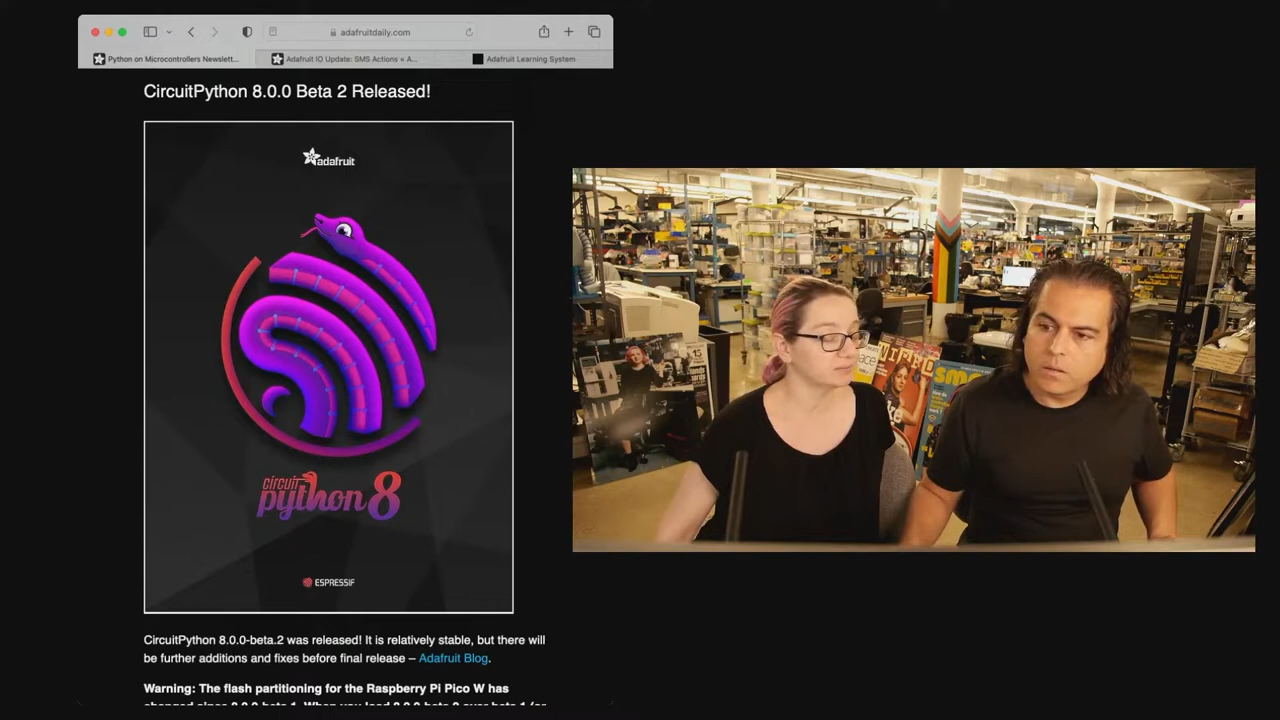 adafruitdaily.com
Python on Microcontrollers Newslett...
Adafruit IO Update: SMS Actions « A...
Adafruit Learning System
CircuitPython 8.0.0 Beta 2 Released!
adafruit
circuit
python 8
ESPRESSIF
CircuitPython 8.0.0-beta.2 was released! It is relatively stable, but there will
be further additions and fixes before final release – Adafruit Blog.
Warning: The flash partitioning for the Raspberry Pi Pico W has
WIRED